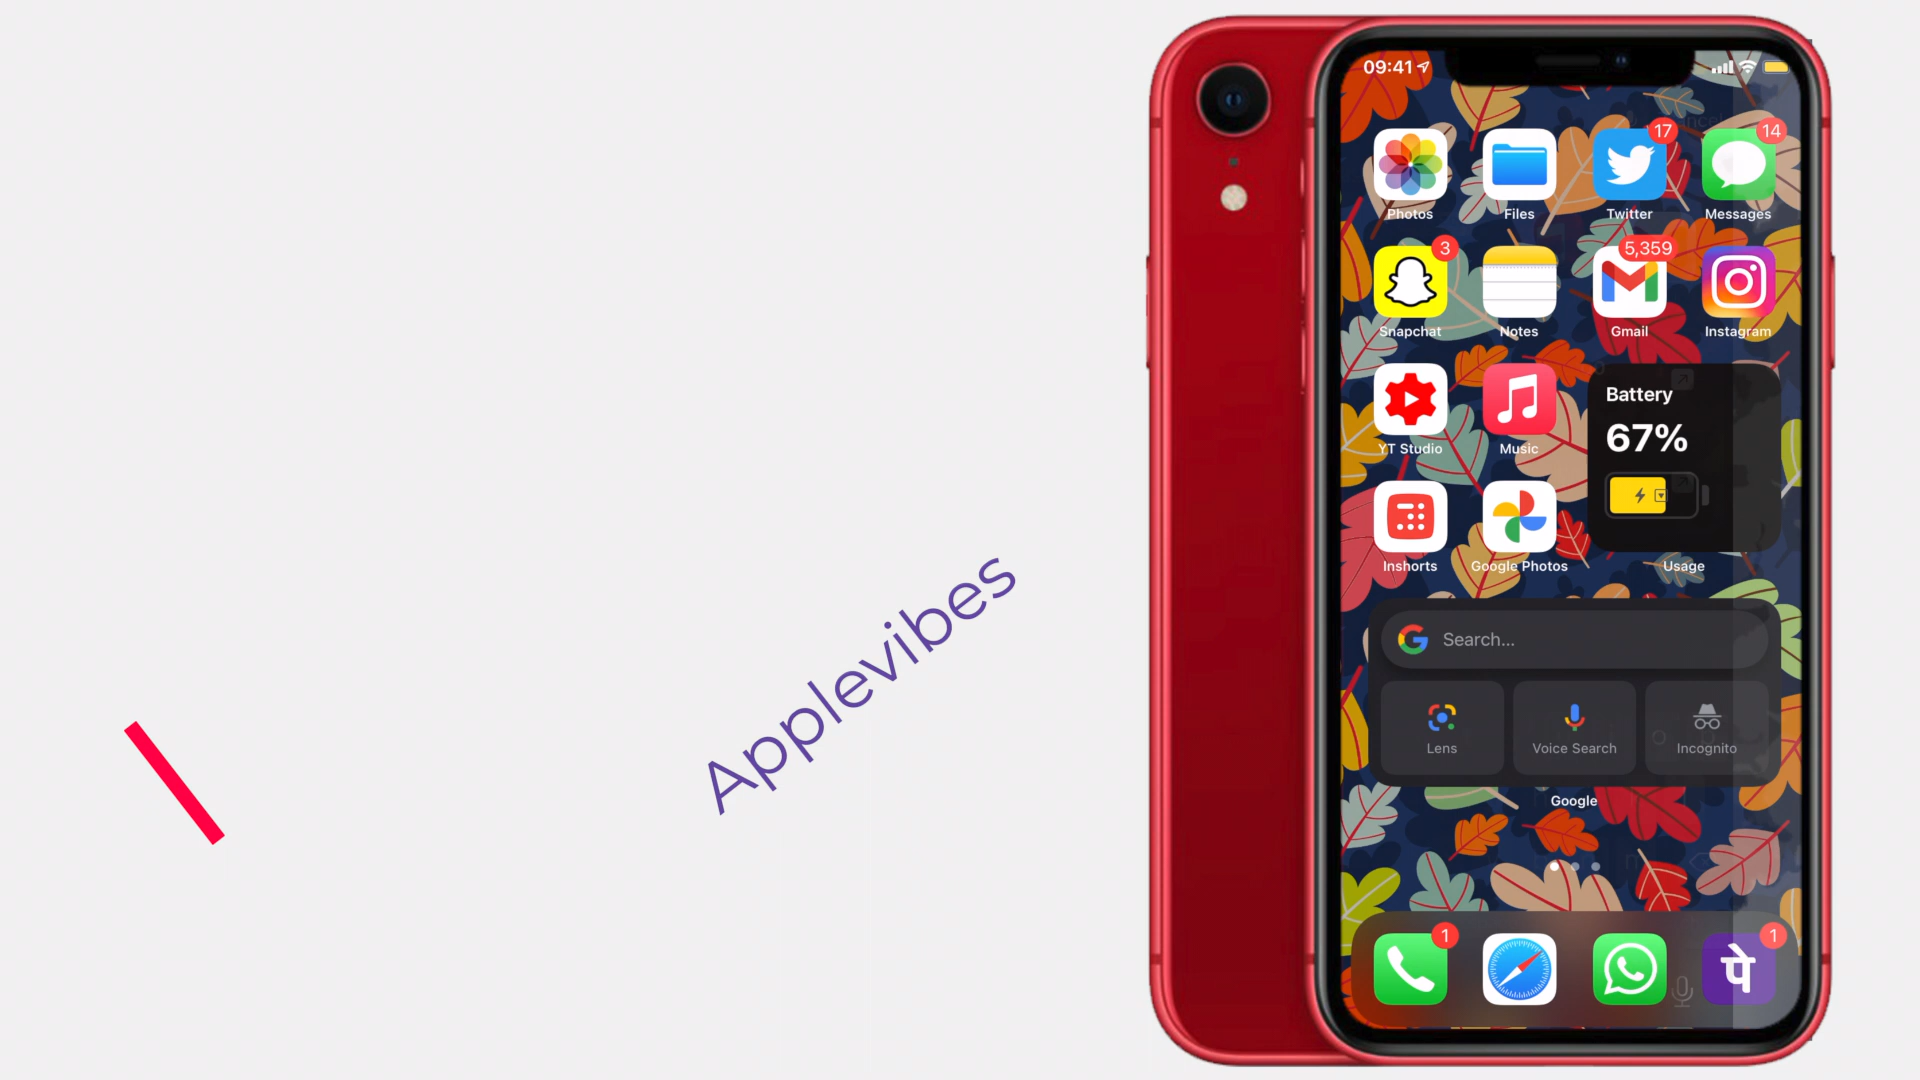 Applevibes
09:41
17
14
Photos
Files
Twitter
Messages
3
5,359
Snapchat
Notes
Gmail
Instagram
Battery
67%
YT Studio
Music
Inshorts
Google Photos
Usage
Search...
Lens
Voice Search
Incognito
Google
1
1
पे